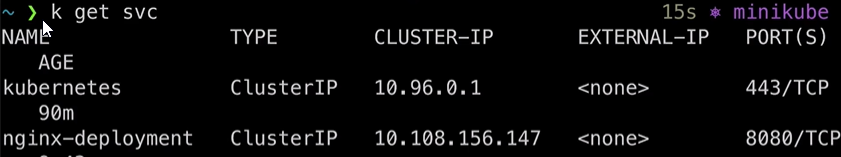 ~ ❯ k get svc 15s ⎈ minikube
NAME TYPE CLUSTER-IP EXTERNAL-IP PORT(S)
AGE
kubernetes ClusterIP 10.96.0.1 <none> 443/TCP
90m
nginx-deployment ClusterIP 10.108.156.147 <none> 8080/TCP